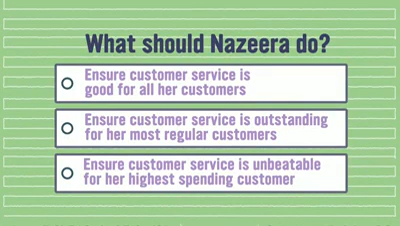 What should Nazeera do?
Ensure customer service is
good for all her customers
Ensure customer service is outstanding
for her most regular customers
Ensure customer service is unbeatable
for her highest spending customer